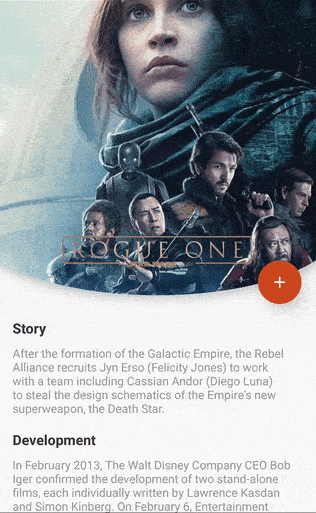 ROGUE ONE
+
Story
After the formation of the Galactic Empire, the Rebel
Alliance recruits Jyn Erso (Felicity Jones) to work
with a team including Cassian Andor (Diego Luna)
to steal the design schematics of the Empire's new
superweapon, the Death Star.
Development
In February 2013, The Walt Disney Company CEO Bob
Iger confirmed the development of two stand-alone
films, each individually written by Lawrence Kasdan
and Simon Kinberg. On February 6, Entertainment